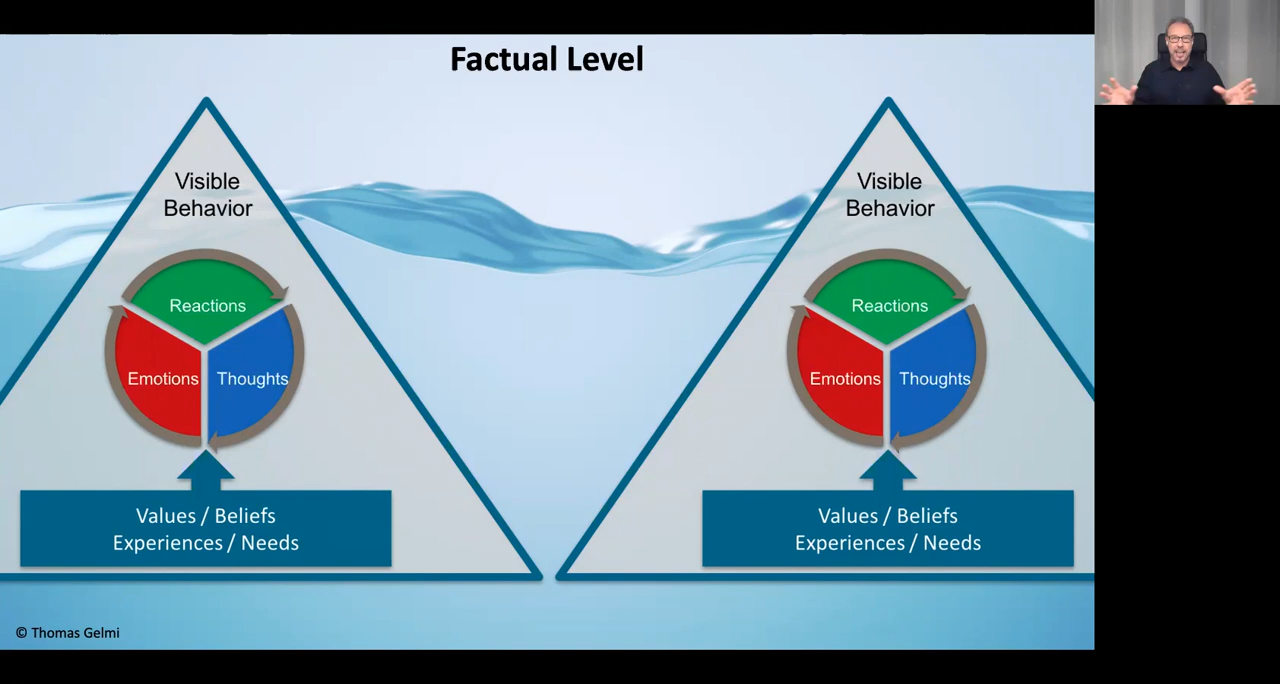 Factual Level
Visible
Behavior
Reactions
Emotions
Thoughts
Values / Beliefs
Experiences / Needs
Visible
Behavior
Reactions
Emotions
Thoughts
Values / Beliefs
Experiences / Needs
© Thomas Gelmi